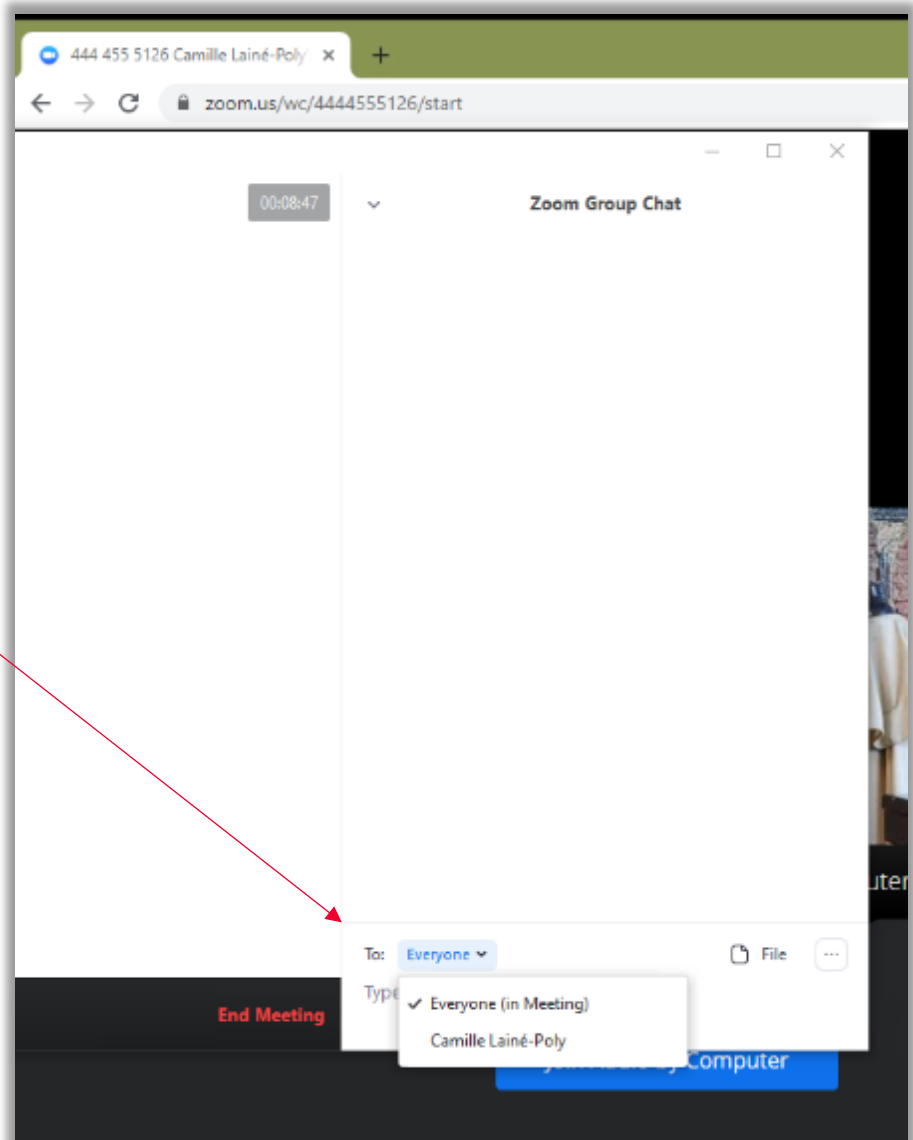 444 455 5126 Camille Lainé-Poly
zoom.us/wc/4444555126/start
00:08:47
Zoom Group Chat
To: Everyone
File
Type
Everyone (in Meeting)
Camille Lainé-Poly
End Meeting
Computer